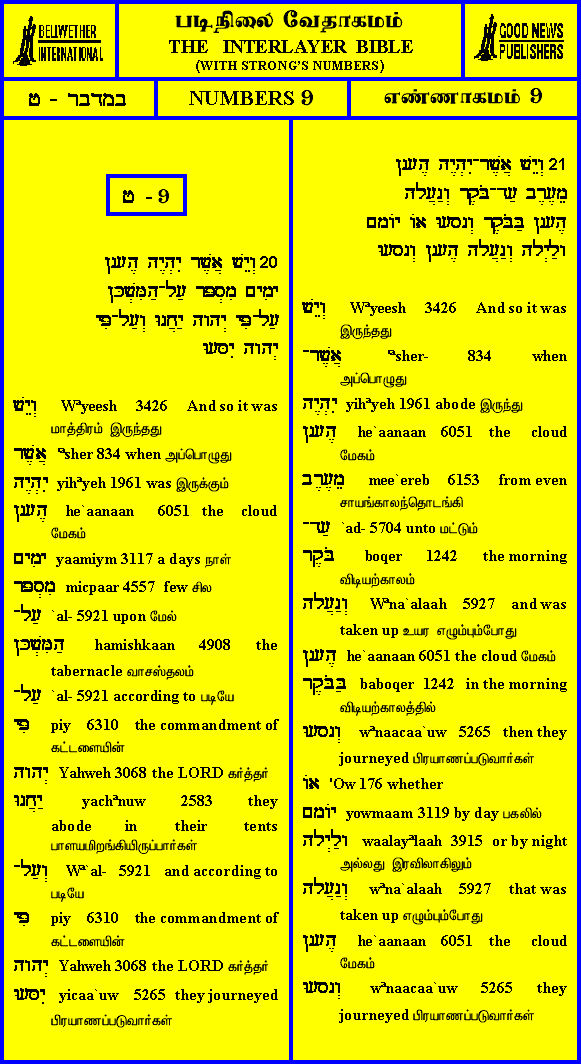 BELLWETHER
INTERNATIONAL
படிநிலை வேதாகமம்
THE INTERLAYER BIBLE
(WITH STRONG'S NUMBERS)
GOOD NEWS
PUBLISHERS
במדבר - ט
NUMBERS 9
எண்ணாகமம் 9
ט - 9
20 וְיֵשׁ אֲשֶׁר יִהְיֶה הֶעָנָן
יָמִים מִסְפָּר עַל־הַמִּשְׁכָּן
עַל־פִּי יְהוָה יַחֲנוּ וְעַל־פִּי
יְהוָה יִסָּעוּ
וְיֵשׁ Wªyeesh 3426 And so it was
மாத்திரம் இருந்தது
אֲשֶׁר ªsher 834 when அப்பொழுது
יִהְיֶה yihªyeh 1961 was இருக்கும்
הֶעָנָן he`aanaan 6051 the cloud
மேகம்
יָמִים yaamiym 3117 a days நாள்
מִסְפָּר micpaar 4557 few சில
עַל־ `al- 5921 upon மேல்
הַמִּשְׁכָּן hamishkaan 4908 the
tabernacle வாசஸ்தலம்
עַל־ `al- 5921 according to படியே
פִּי piy 6310 the commandment of
கட்டளையின்
יְהוָה Yahweh 3068 the LORD கர்த்தர்
יַחֲנוּ yachªnuw 2583 they
abode in their tents
பாளயமிறங்கியிருப்பார்கள்
וְעַל־ Wª`al- 5921 and according to
படியே
פִּי piy 6310 the commandment of
கட்டளையின்
יְהוָה Yahweh 3068 the LORD கர்த்தர்
יִסָּעוּ yicaa`uw 5265 they journeyed
பிரயாணப்படுவார்கள்
21 וְיֵשׁ אֲשֶׁר־יִהְיֶה הֶעָנָן
מֵעֶרֶב עַד־בֹּקֶר וְנַעֲלָה
הֶעָנָן בַּבֹּקֶר וְנָסָעוּ אוֹ יוֹמָם
וָלַיְלָה וְנַעֲלָה הֶעָנָן וְנָסָעוּ
וְיֵשׁ Wªyeesh 3426 And so it was
இருந்தது
אֲשֶׁר־ ªsher- 834 when
அப்பொழுது
יִהְיֶה yihªyeh 1961 abode இருந்து
הֶעָנָן he`aanaan 6051 the cloud
மேகம்
מֵעֶרֶב mee`ereb 6153 from even
சாயங்காலந்தொடங்கி
עַד־ `ad- 5704 unto மட்டும்
בֹּקֶר boqer 1242 the morning
விடியற்காலம்
וְנַעֲלָה Wªna`alaah 5927 and was
taken up உயர எழும்பும்போது
הֶעָנָן he`aanaan 6051 the cloud மேகம்
בַּבֹּקֶר baboqer 1242 in the morning
விடியற்காலத்தில்
וְנָסָעוּ wªnaacaa`uw 5265 then they
journeyed பிரயாணப்படுவார்கள்
אוֹ 'Ow 176 whether
יוֹמָם yowmaam 3119 by day பகலில்
וָלַיְלָה waalayªlaah 3915 or by night
அல்லது இரவிலாகிலும்
וְנַעֲלָה wªna`alaah 5927 that was
taken up எழும்பும்போது
הֶעָנָן he`aanaan 6051 the cloud
மேகம்
וְנָסָעוּ wªnaacaa`uw 5265 they
journeyed பிரயாணப்படுவார்கள்